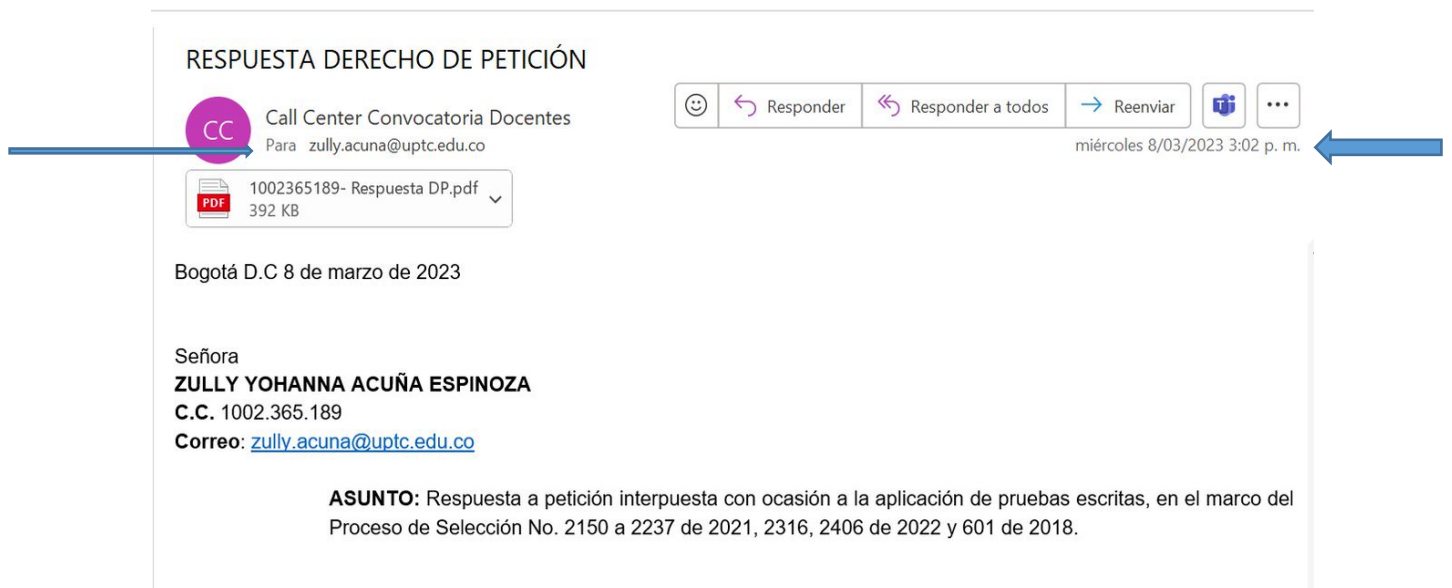 RESPUESTA DERECHO DE PETICIÓN
CC
Call Center Convocatoria Docentes
Para zully.acuna@uptc.edu.co
Responder
Responder a todos
Reenviar
miércoles 8/03/2023 3:02 p. m.
PDF
1002365189- Respuesta DP.pdf
392 KB
Bogotá D.C 8 de marzo de 2023
Señora
ZULLY YOHANNA ACUÑA ESPINOZA
C.C. 1002.365.189
Correo: zully.acuna@uptc.edu.co
ASUNTO: Respuesta a petición interpuesta con ocasión a la aplicación de pruebas escritas, en el marco del
Proceso de Selección No. 2150 a 2237 de 2021, 2316, 2406 de 2022 y 601 de 2018.